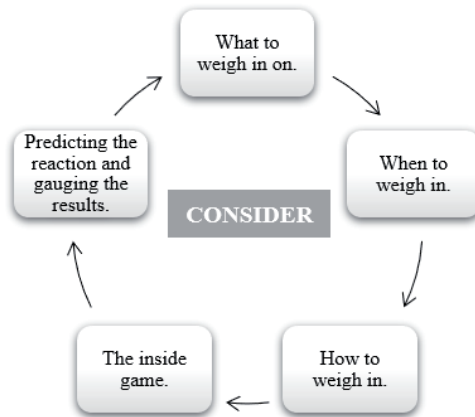 What to
weigh in on.
When to
weigh in.
How to
weigh in.
The inside
game.
Predicting the
reaction and
gauging the
results.
CONSIDER